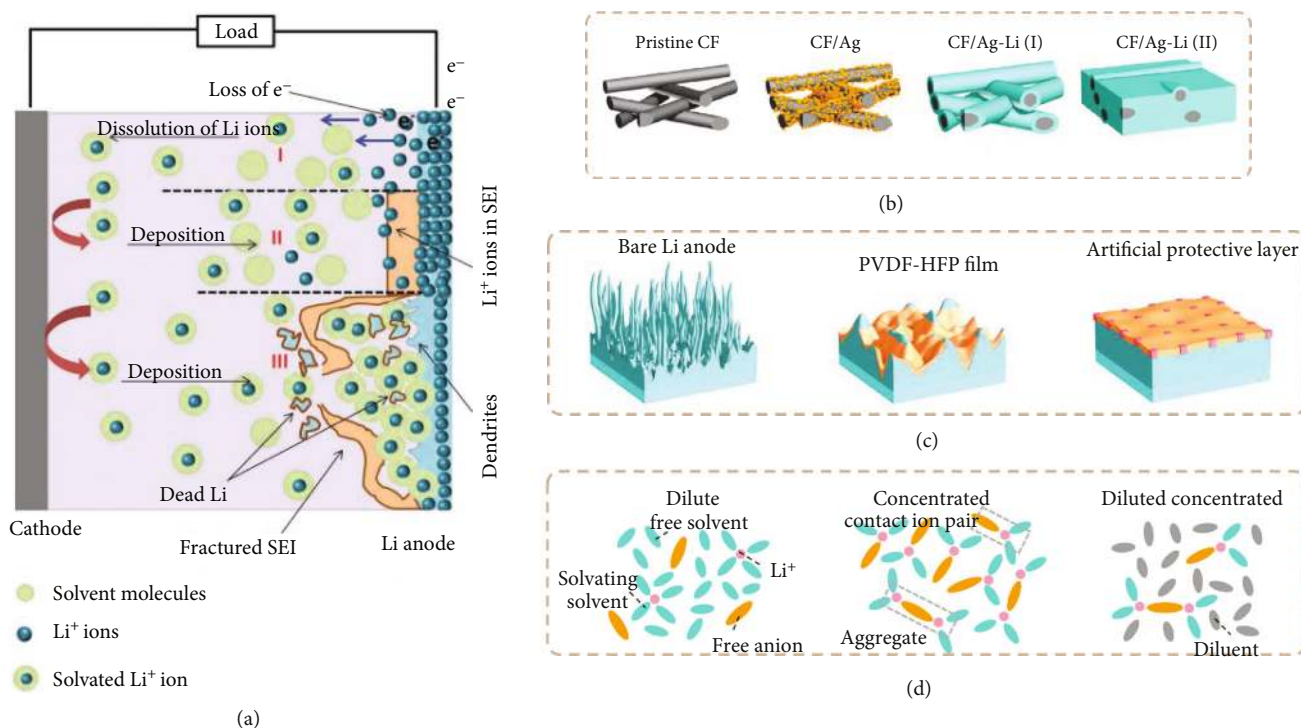 Load
e⁻
Loss of e⁻
e⁻
Dissolution of Li ions
e⁻
e
I
Deposition
II
Li⁺ ions in SEI
III
Deposition
Dendrites
Dead Li
Cathode
Fractured SEI
Li anode
Solvent molecules
Li⁺ ions
Solvated Li⁺ ion
(a)
Pristine CF
CF/Ag
CF/Ag-Li (I)
CF/Ag-Li (II)
(b)
Bare Li anode
PVDF-HFP film
Artificial protective layer
(c)
Dilute
free solvent
Solvating
solvent
Li⁺
Free anion
Concentrated
contact ion pair
Aggregate
Diluted concentrated
Diluent
(d)